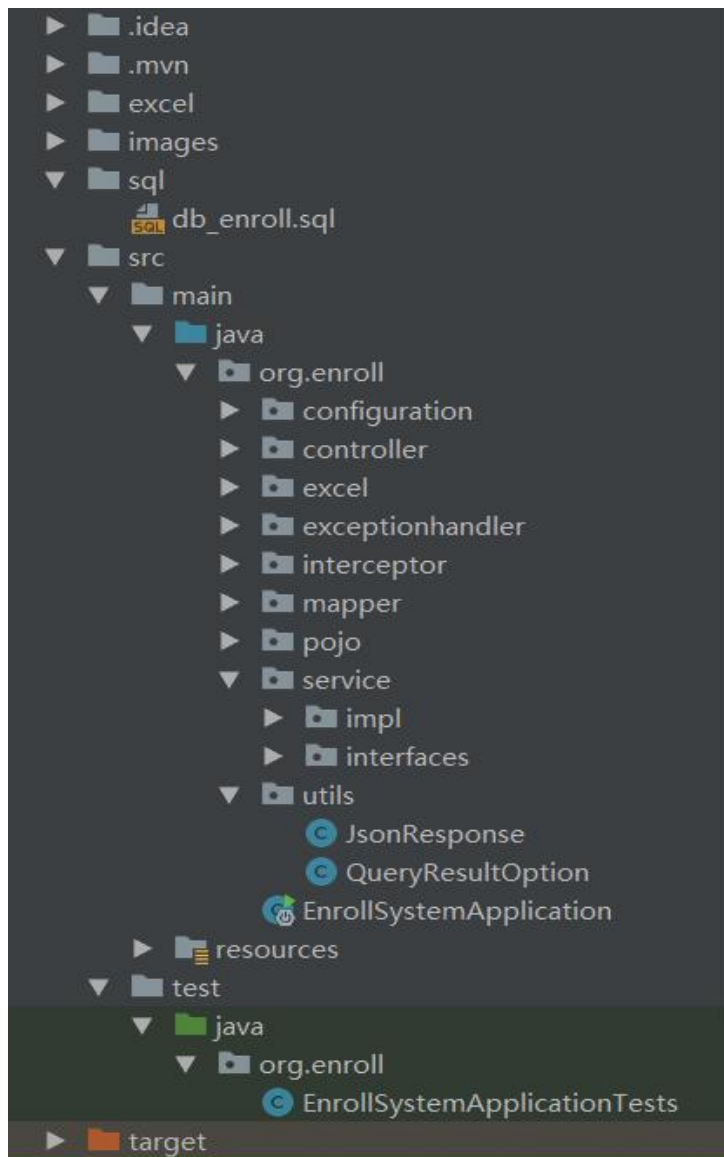 .idea
.mvn
excel
images
sql
SQL db_enroll.sql
src
main
java
org.enroll
configuration
controller
excel
exceptionhandler
interceptor
mapper
pojo
service
impl
interfaces
utils
C JsonResponse
C QueryResultOption
EnrollSystemApplication
resources
test
java
org.enroll
C EnrollSystemApplicationTests
target